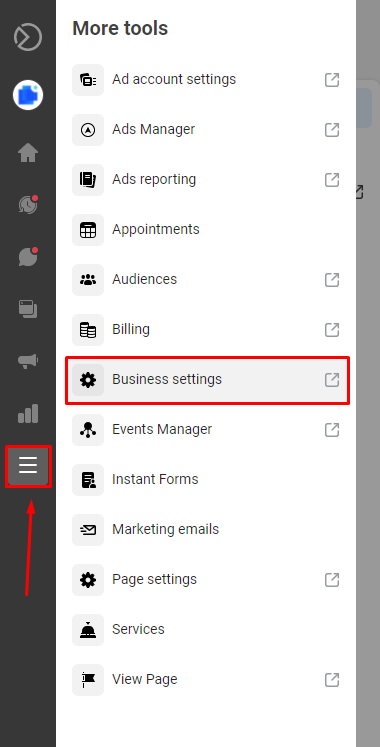 More tools
Ad account settings
Ads Manager
Ads reporting
Appointments
Audiences
Billing
Business settings
Events Manager
Instant Forms
Marketing emails
Page settings
Services
View Page